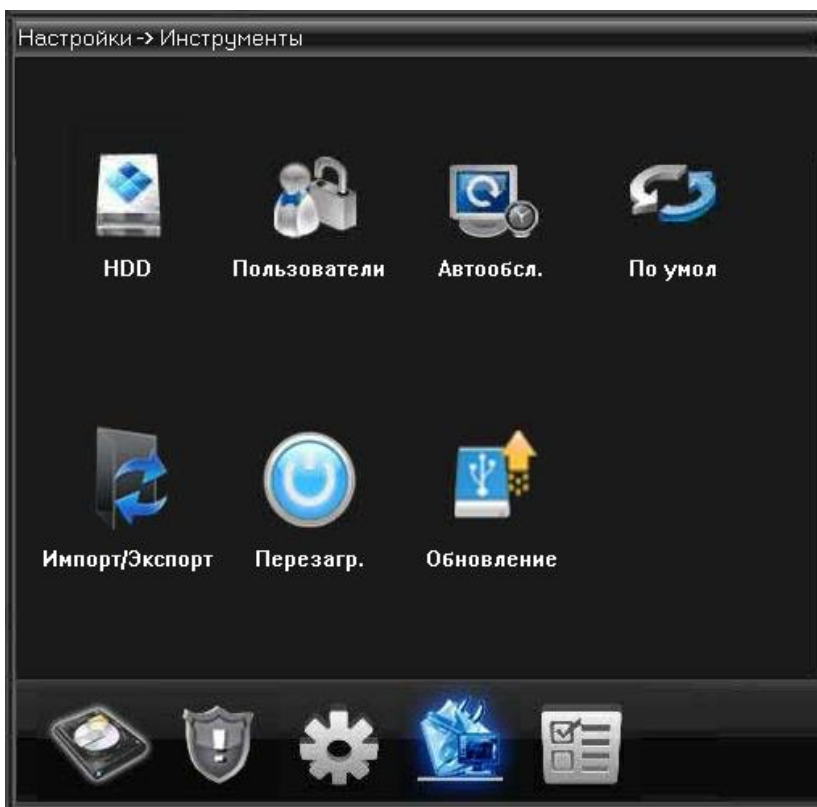 Настройки -> Инструменты
HDD
Пользователи
Автообсл.
По умол
Импорт/Экспорт
Перезагр.
Обновление